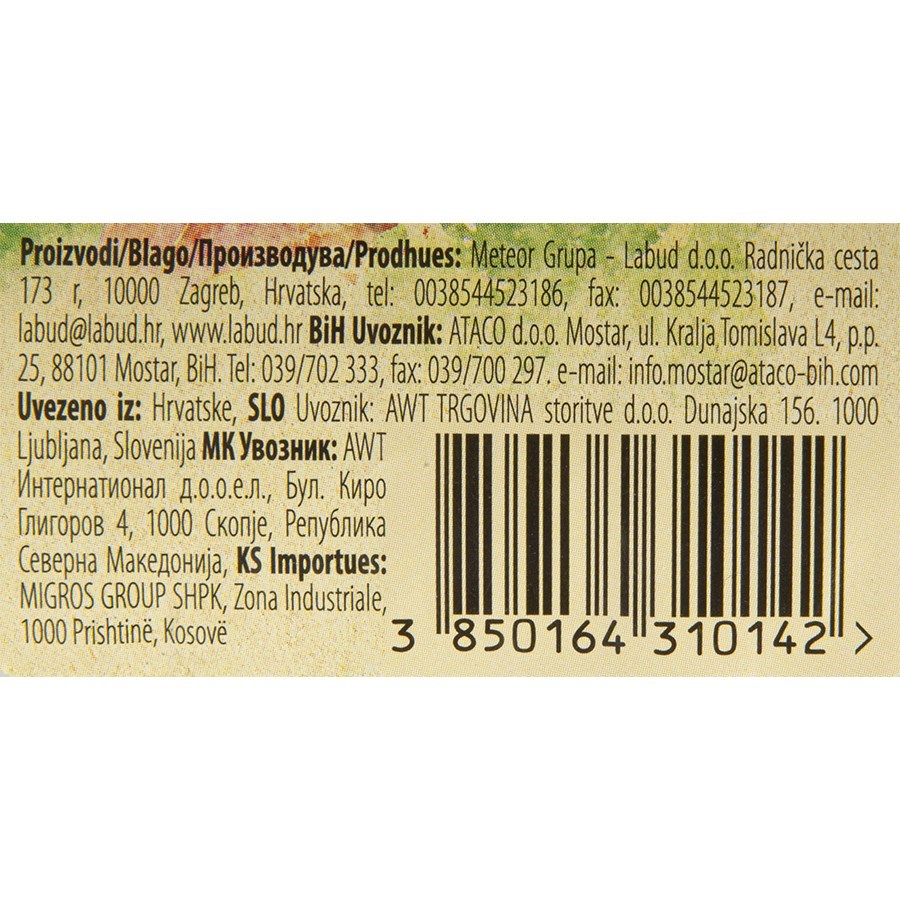 Proizvodi/Blago/Производува/Prodhues: Meteor Grupa - Labud d.o.o. Radnička cesta
173 r, 10000 Zagreb, Hrvatska, tel: 0038544523186, fax: 0038544523187, e-mail:
labud@labud.hr, www.labud.hr BiH Uvoznik: ATACO d.o.o. Mostar, ul. Kralja Tomislava L4, p.p.
25, 88101 Mostar, BiH. Tel: 039/702 333, fax: 039/700 297. e-mail: info.mostar@ataco-bih.com
Uvezeno iz: Hrvatske, SLO Uvoznik: AWT TRGOVINA storitve d.o.o. Dunajska 156. 1000
Ljubljana, Slovenija МК Увозник: AWT
Интернатионал д.о.о.е.л., Бул. Киро
Глигоров 4, 1000 Скопје, Република
Северна Македонија, KS Importues:
MIGROS GROUP SHPK, Zona Industriale,
1000 Prishtinë, Kosovë
3 850164 310142 >